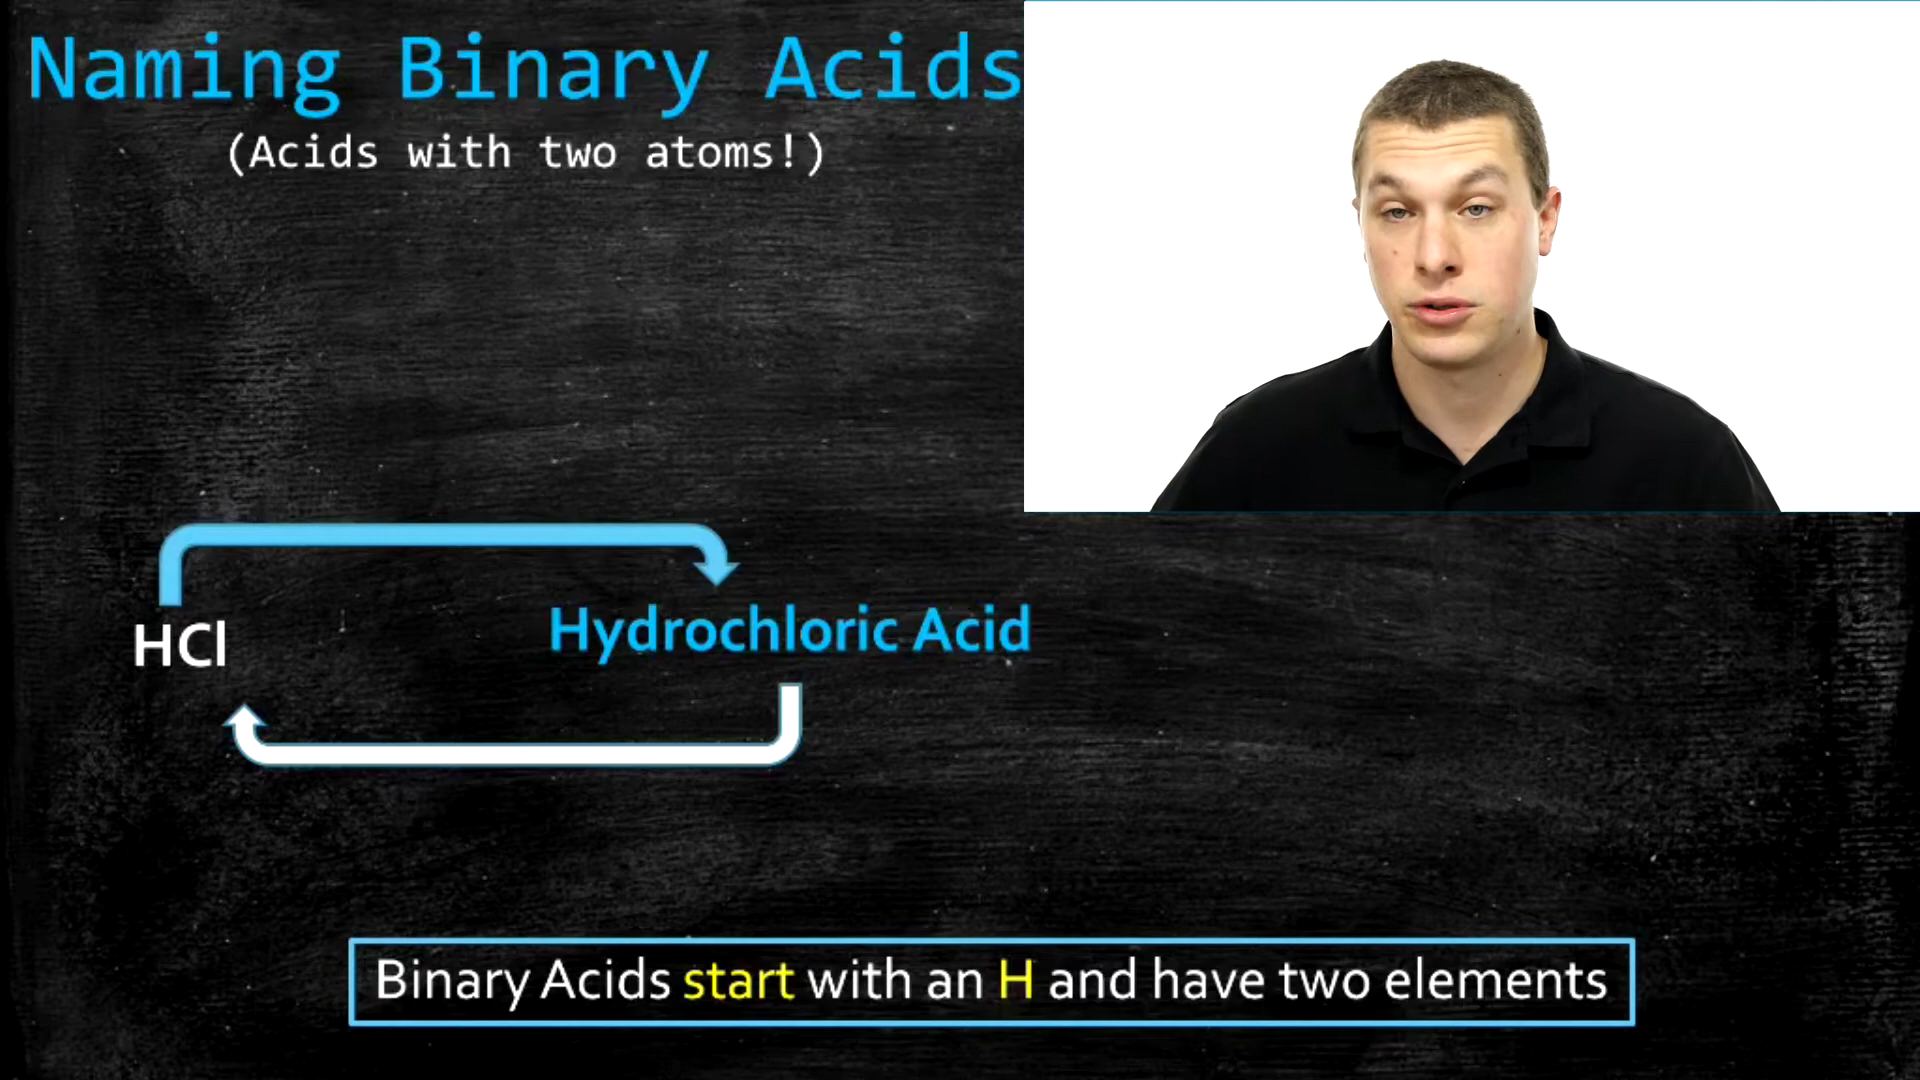 Naming Binary Acids
(Acids with two atoms!)
HCl
Hydrochloric Acid
Binary Acids start with an H and have two elements